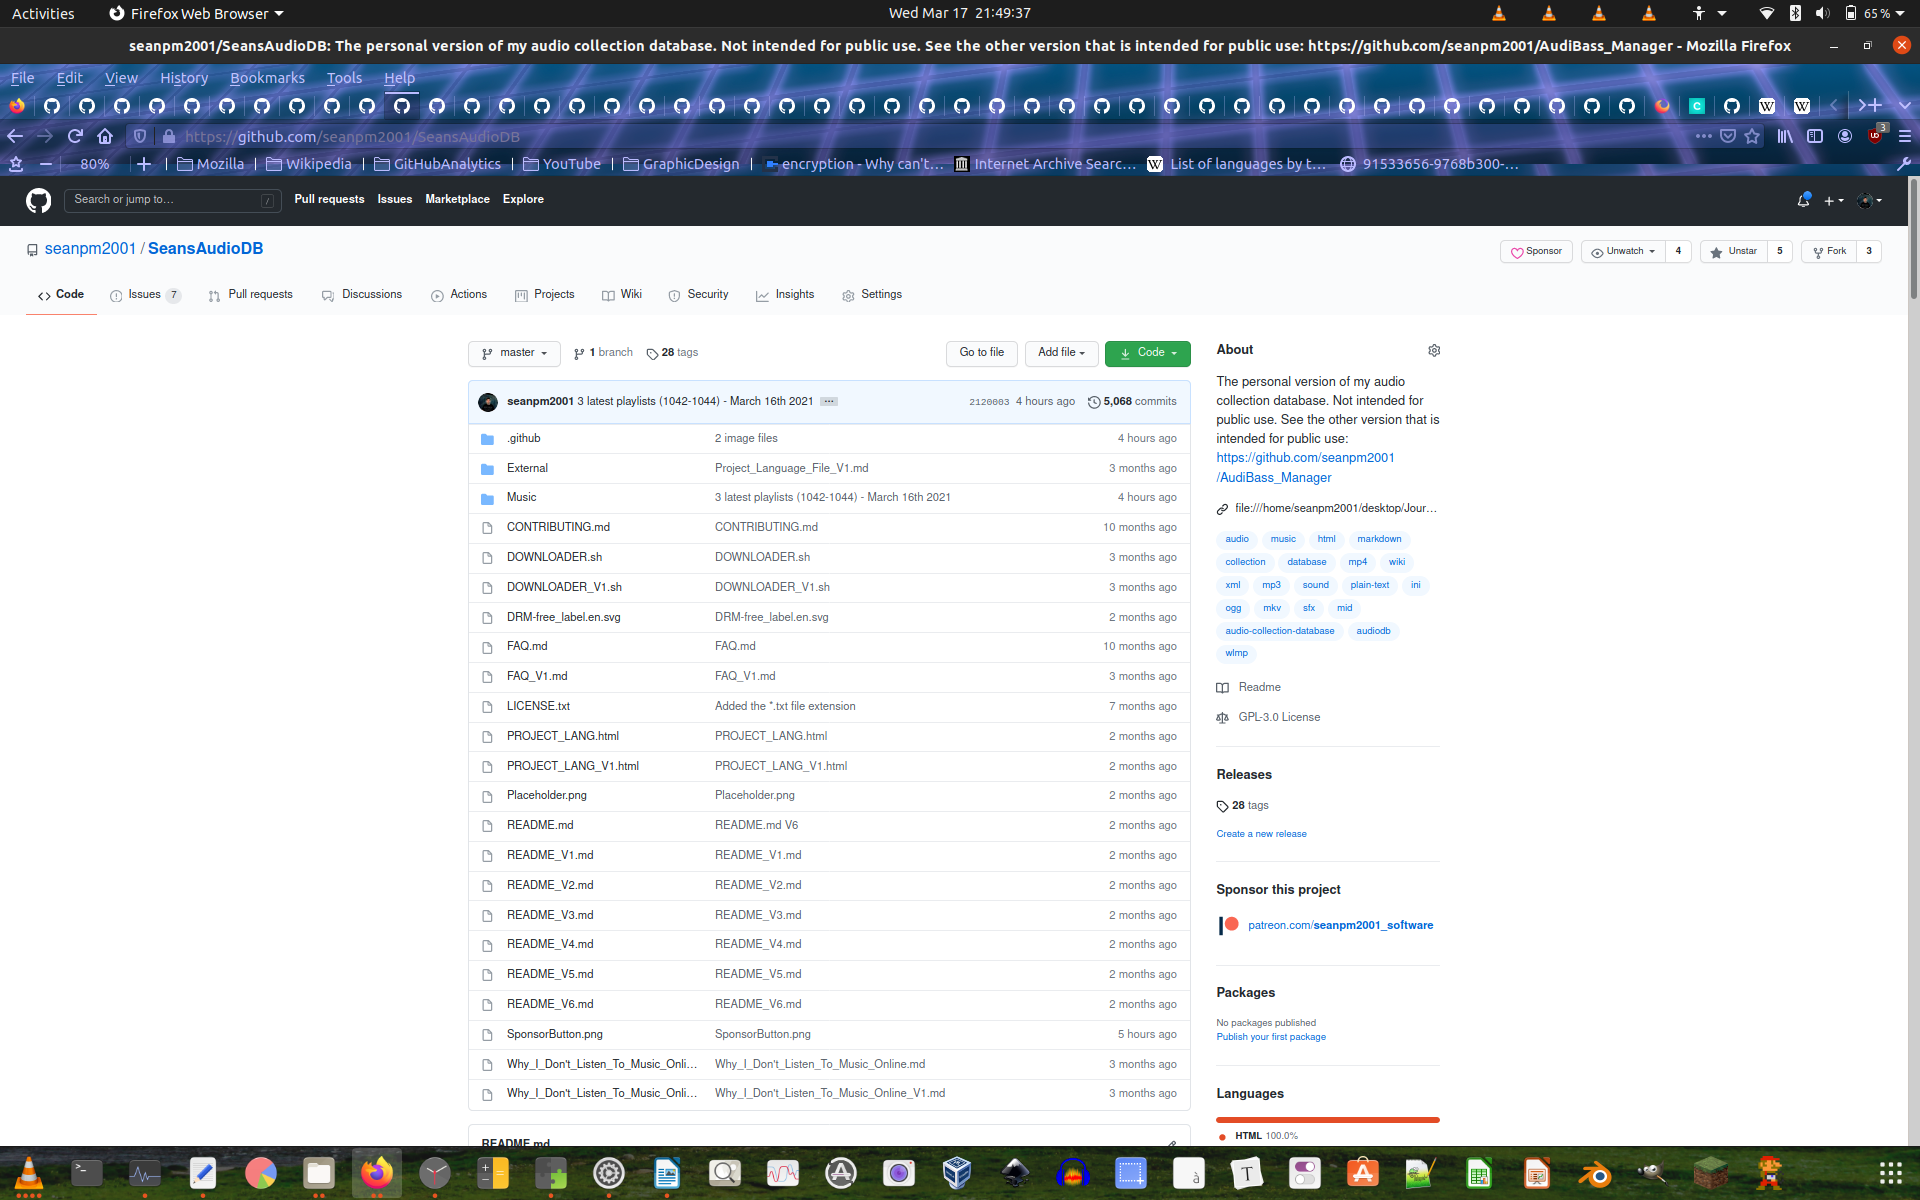 Activities
Firefox Web Browser
Wed Mar 17 21:49:37
65 %
seanpm2001/SeansAudioDB: The personal version of my audio collection database. Not intended for public use. See the other version that is intended for public use: https://github.com/seanpm2001/AudiBass_Manager - Mozilla Firefox
File Edit View History Bookmarks Tools Help
https://github.com/seanpm2001/SeansAudioDB
3
80%
Mozilla
Wikipedia
GitHubAnalytics
YouTube
GraphicDesign
encryption - Why can't…
Internet Archive Searc…
List of languages by t…
91533656-9768b300-…
Search or jump to…
/
Pull requests Issues Marketplace Explore
seanpm2001 / SeansAudioDB
Sponsor
Unwatch 4
Unstar 5
Fork 3
Code
Issues 7
Pull requests
Discussions
Actions
Projects
Wiki
Security
Insights
Settings
master
1 branch
28 tags
Go to file
Add file
Code
seanpm2001 3 latest playlists (1042-1044) - March 16th 2021 ...
2120003 4 hours ago 5,068 commits
.github 2 image files 4 hours ago
External Project_Language_File_V1.md 3 months ago
Music 3 latest playlists (1042-1044) - March 16th 2021 4 hours ago
CONTRIBUTING.md CONTRIBUTING.md 10 months ago
DOWNLOADER.sh DOWNLOADER.sh 3 months ago
DOWNLOADER_V1.sh DOWNLOADER_V1.sh 3 months ago
DRM-free_label.en.svg DRM-free_label.en.svg 2 months ago
FAQ.md FAQ.md 10 months ago
FAQ_V1.md FAQ_V1.md 3 months ago
LICENSE.txt Added the *.txt file extension 7 months ago
PROJECT_LANG.html PROJECT_LANG.html 2 months ago
PROJECT_LANG_V1.html PROJECT_LANG_V1.html 2 months ago
Placeholder.png Placeholder.png 2 months ago
README.md README.md V6 2 months ago
README_V1.md README_V1.md 2 months ago
README_V2.md README_V2.md 2 months ago
README_V3.md README_V3.md 2 months ago
README_V4.md README_V4.md 2 months ago
README_V5.md README_V5.md 2 months ago
README_V6.md README_V6.md 2 months ago
SponsorButton.png SponsorButton.png 5 hours ago
Why_I_Don't_Listen_To_Music_Onli… Why_I_Don't_Listen_To_Music_Online.md 3 months ago
Why_I_Don't_Listen_To_Music_Onli… Why_I_Don't_Listen_To_Music_Online_V1.md 3 months ago
README.md
About
The personal version of my audio
collection database. Not intended for
public use. See the other version that is
intended for public use:
https://github.com/seanpm2001
/AudiBass_Manager
file:///home/seanpm2001/desktop/Jour…
audio music html markdown
collection database mp4 wiki
xml mp3 sound plain-text ini
ogg mkv sfx mid
audio-collection-database audiodb
wlmp
Readme
GPL-3.0 License
Releases
28 tags
Create a new release
Sponsor this project
patreon.com/seanpm2001_software
Packages
No packages published
Publish your first package
Languages
HTML 100.0%